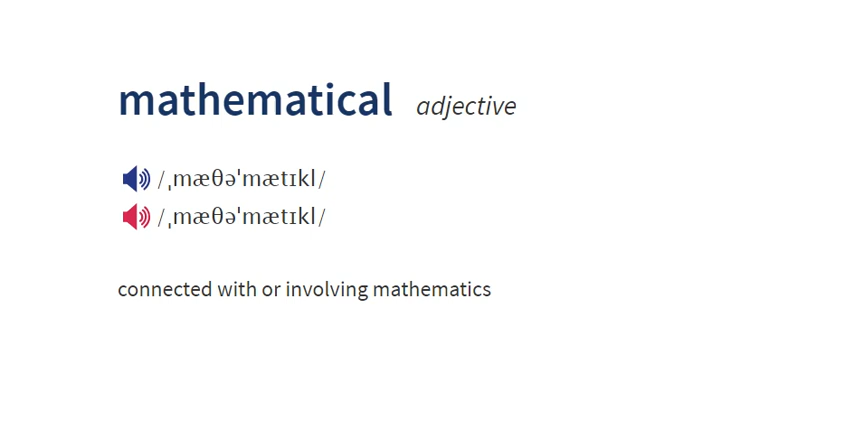 mathematical adjective
/ˌmæθəˈmætɪkl/
/ˌmæθəˈmætɪkl/
connected with or involving mathematics